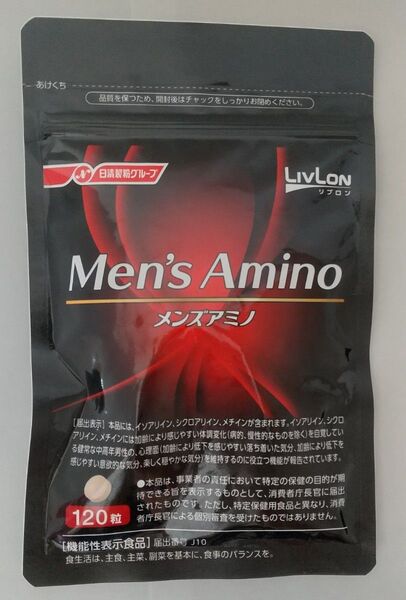 あけくち
品質を保つため、開封後はチャックをしっかりお閉めください。
日清製粉グループ
LIVLON
リブロン
Men's Amino
メンズアミノ
[届出表示] 本品には、イソアリイン、シクロアリイン、メチインが含まれます。イソアリイン、シクロ
アリイン、メチインには加齢により感じやすい体調変化(病的、慢性的なものを除く)を自覚してい
る健常な中高年男性の、心理面(加齢により低下を感じやすい落ち着いた気分、加齢により低下を
感じやすい意欲的な気分、楽しく穏やかな気分)を維持するのに役立つ機能が報告されています。
●本品は、事業者の責任において特定の保健の目的が期
待できる旨を表示するものとして、消費者庁長官に届出
されたものです。ただし、特定保健用食品と異なり、消費
者庁長官による個別審査を受けたものではありません。
120粒
[機能性表示食品] 届出番号 J10
食生活は、主食、主菜、副菜を基本に、食事のバランスを。